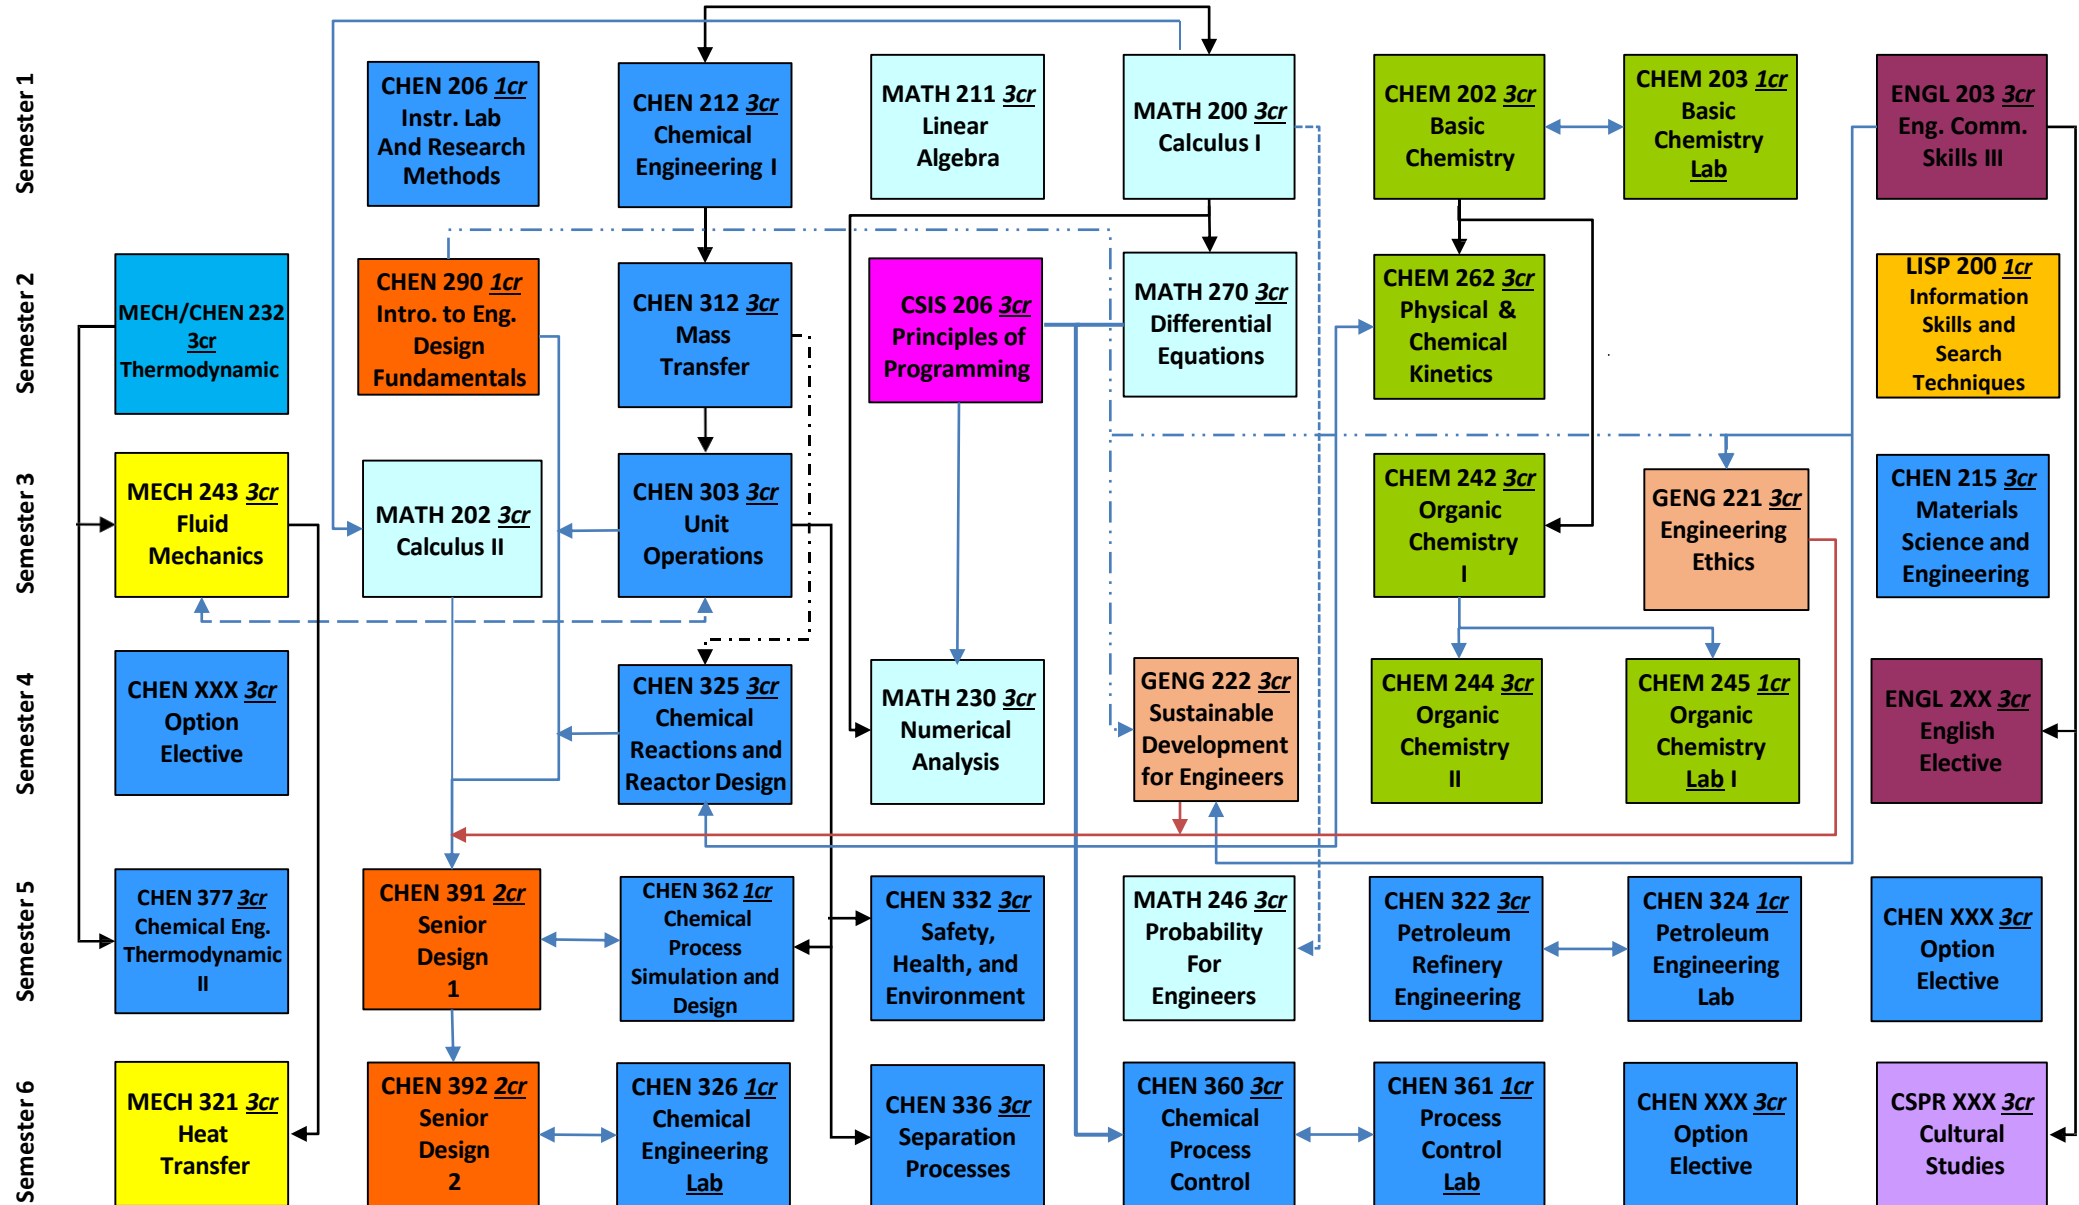 Semester 1
CHEN 206 1cr
Instr. Lab
And Research
Methods
CHEN 212 3cr
Chemical
Engineering I
MATH 211 3cr
Linear
Algebra
MATH 200 3cr
Calculus I
CHEM 202 3cr
Basic
Chemistry
CHEM 203 1cr
Basic
Chemistry
Lab
ENGL 203 3cr
Eng. Comm.
Skills III
Semester 2
MECH/CHEN 232
3cr
Thermodynamic
CHEN 290 1cr
Intro. to Eng.
Design
Fundamentals
CHEN 312 3cr
Mass
Transfer
CSIS 206 3cr
Principles of
Programming
MATH 270 3cr
Differential
Equations
CHEM 262 3cr
Physical &
Chemical
Kinetics
LISP 200 1cr
Information
Skills and
Search
Techniques
Semester 3
MECH 243 3cr
Fluid
Mechanics
MATH 202 3cr
Calculus II
CHEN 303 3cr
Unit
Operations
CHEM 242 3cr
Organic
Chemistry
I
GENG 221 3cr
Engineering
Ethics
CHEN 215 3cr
Materials
Science and
Engineering
Semester 4
CHEN XXX 3cr
Option
Elective
CHEN 325 3cr
Chemical
Reactions and
Reactor Design
MATH 230 3cr
Numerical
Analysis
GENG 222 3cr
Sustainable
Development
for Engineers
CHEM 244 3cr
Organic
Chemistry
II
CHEM 245 1cr
Organic
Chemistry
Lab I
ENGL 2XX 3cr
English
Elective
Semester 5
CHEN 377 3cr
Chemical Eng.
Thermodynamic
II
CHEN 391 2cr
Senior
Design
1
CHEN 362 1cr
Chemical
Process
Simulation and
Design
CHEN 332 3cr
Safety,
Health, and
Environment
MATH 246 3cr
Probability
For
Engineers
CHEN 322 3cr
Petroleum
Refinery
Engineering
CHEN 324 1cr
Petroleum
Engineering
Lab
CHEN XXX 3cr
Option
Elective
Semester 6
MECH 321 3cr
Heat
Transfer
CHEN 392 2cr
Senior
Design
2
CHEN 326 1cr
Chemical
Engineering
Lab
CHEN 336 3cr
Separation
Processes
CHEN 360 3cr
Chemical
Process
Control
CHEN 361 1cr
Process
Control
Lab
CHEN XXX 3cr
Option
Elective
CSPR XXX 3cr
Cultural
Studies